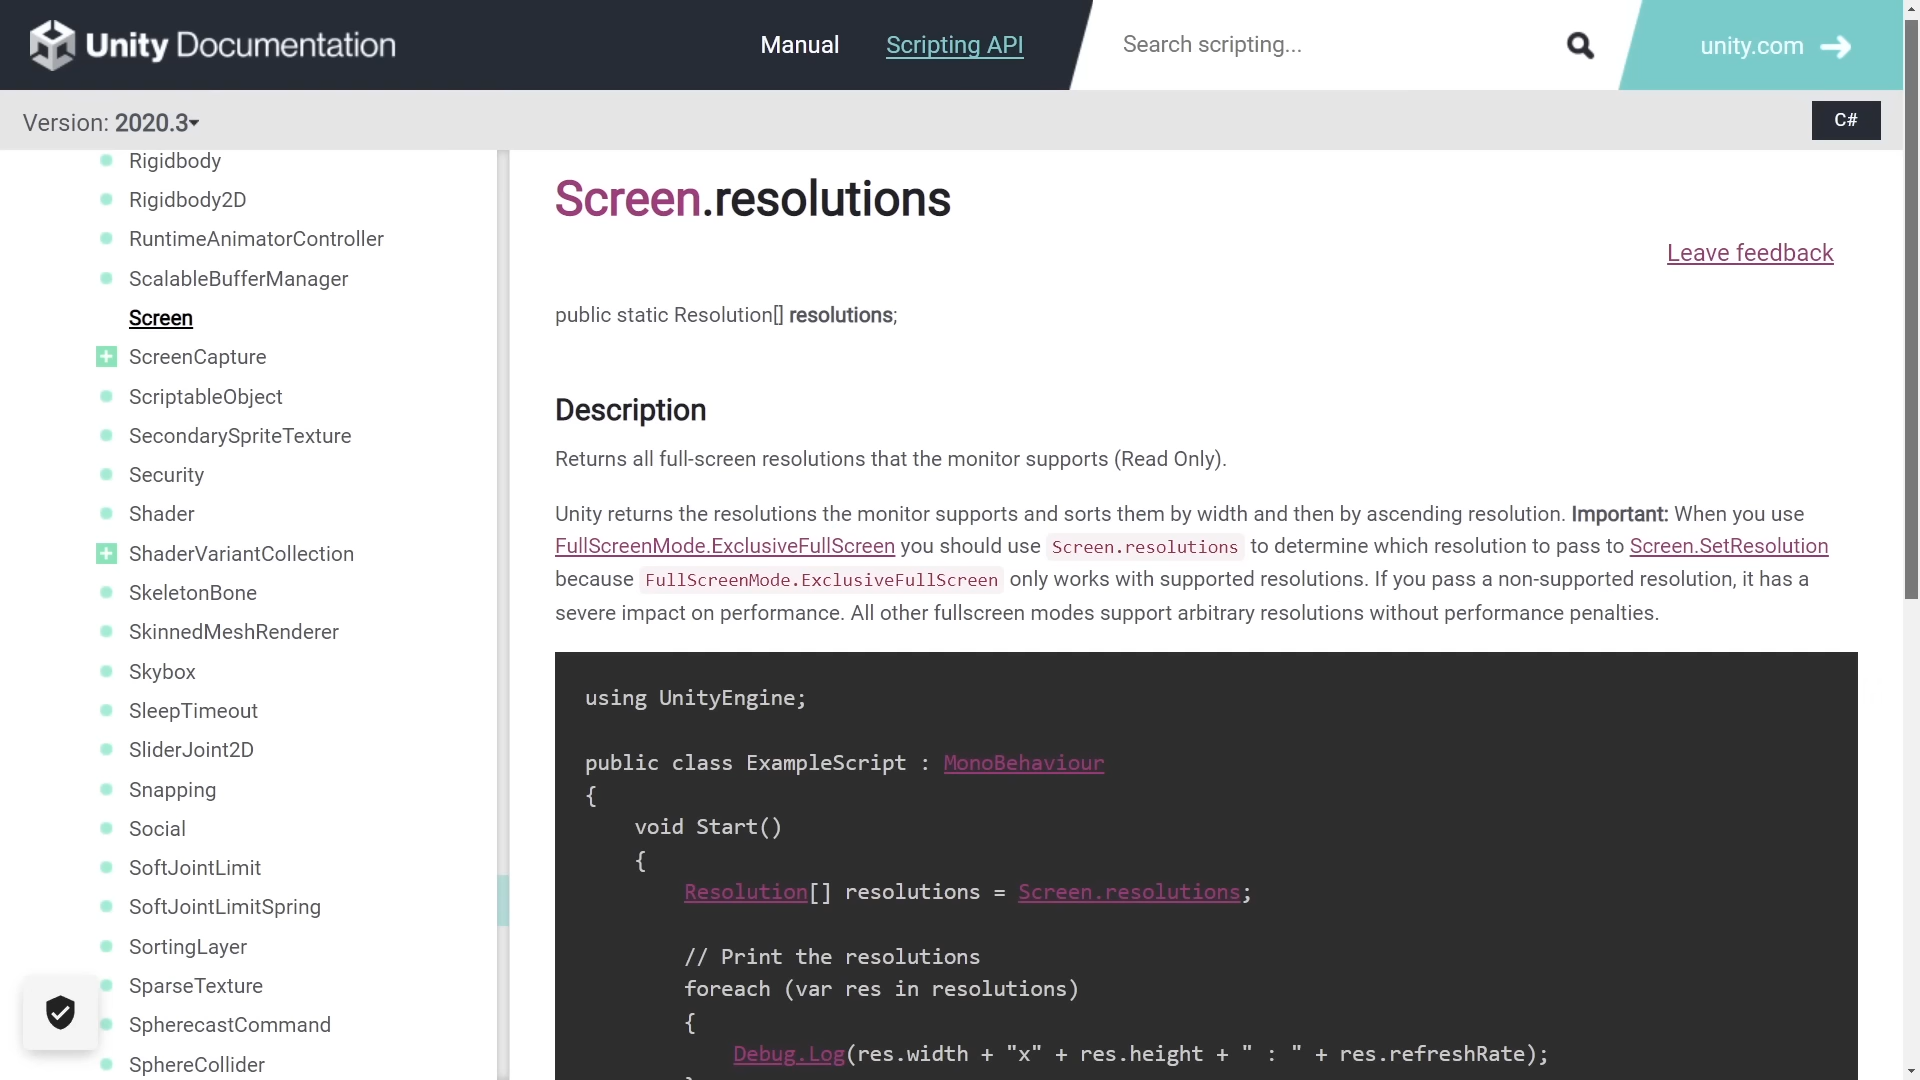 Unity Documentation
Manual
Scripting API
Search scripting...
unity.com
Version: 2020.3
C#
Rigidbody
Rigidbody2D
RuntimeAnimatorController
ScalableBufferManager
Screen
ScreenCapture
ScriptableObject
SecondarySpriteTexture
Security
Shader
ShaderVariantCollection
SkeletonBone
SkinnedMeshRenderer
Skybox
SleepTimeout
SliderJoint2D
Snapping
Social
SoftJointLimit
SoftJointLimitSpring
SortingLayer
SparseTexture
SpherecastCommand
SphereCollider
Screen.resolutions
Leave feedback
public static Resolution[] resolutions;
Description
Returns all full-screen resolutions that the monitor supports (Read Only).
Unity returns the resolutions the monitor supports and sorts them by width and then by ascending resolution. Important: When you use
FullScreenMode.ExclusiveFullScreen you should use Screen.resolutions to determine which resolution to pass to Screen.SetResolution
because FullScreenMode.ExclusiveFullScreen only works with supported resolutions. If you pass a non-supported resolution, it has a
severe impact on performance. All other fullscreen modes support arbitrary resolutions without performance penalties.
using UnityEngine;
public class ExampleScript : MonoBehaviour
{
void Start()
{
Resolution[] resolutions = Screen.resolutions;
// Print the resolutions
foreach (var res in resolutions)
{
Debug.Log(res.width + "x" + res.height + " : " + res.refreshRate);